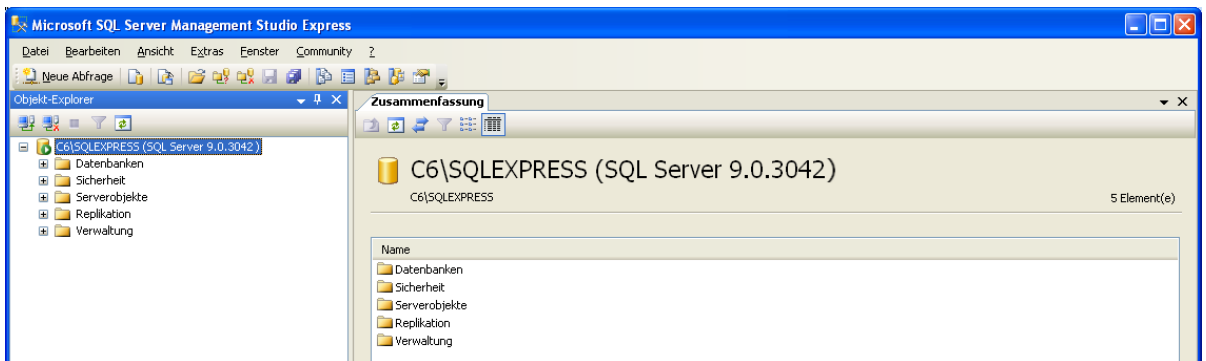 Microsoft SQL Server Management Studio Express
Datei Bearbeiten Ansicht Extras Fenster Community ?
Neue Abfrage
Objekt-Explorer
C6\SQLEXPRESS (SQL Server 9.0.3042)
Datenbanken
Sicherheit
Serverobjekte
Replikation
Verwaltung
Zusammenfassung
C6\SQLEXPRESS (SQL Server 9.0.3042)
C6\SQLEXPRESS
5 Element(e)
Name
Datenbanken
Sicherheit
Serverobjekte
Replikation
Verwaltung